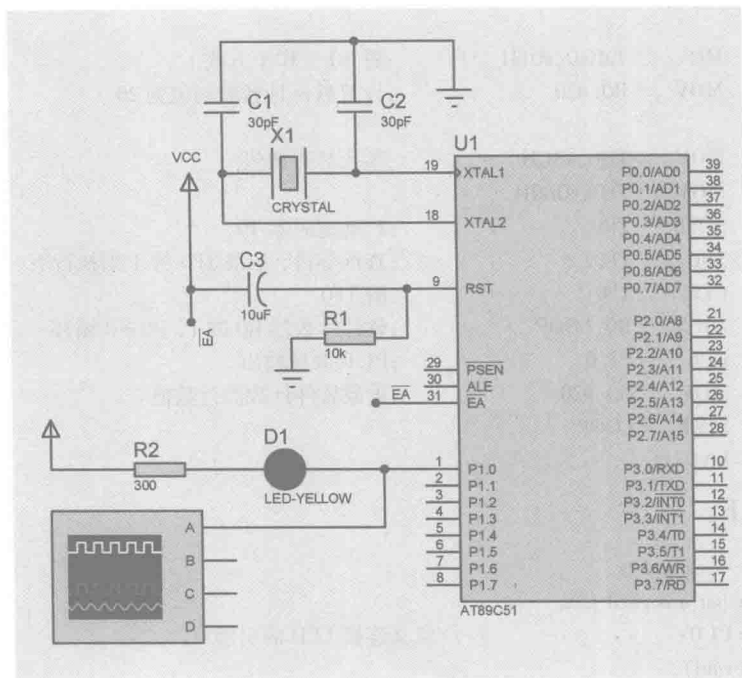 C1
30pF
C2
30pF
X1
CRYSTAL
VCC
C3
10uF
EA
R1
10k
EA
R2
300
D1
LED-YELLOW
A
B
C
D
U1
19 XTAL1
18 XTAL2
9 RST
29 PSEN
30 ALE
31 EA
1 P1.0
2 P1.1
3 P1.2
4 P1.3
5 P1.4
6 P1.5
7 P1.6
8 P1.7
P0.0/AD0 39
P0.1/AD1 38
P0.2/AD2 37
P0.3/AD3 36
P0.4/AD4 35
P0.5/AD5 34
P0.6/AD6 33
P0.7/AD7 32
P2.0/A8 21
P2.1/A9 22
P2.2/A10 23
P2.3/A11 24
P2.4/A12 25
P2.5/A13 26
P2.6/A14 27
P2.7/A15 28
P3.0/RXD 10
P3.1/TXD 11
P3.2/INT0 12
P3.3/INT1 13
P3.4/T0 14
P3.5/T1 15
P3.6/WR 16
P3.7/RD 17
AT89C51